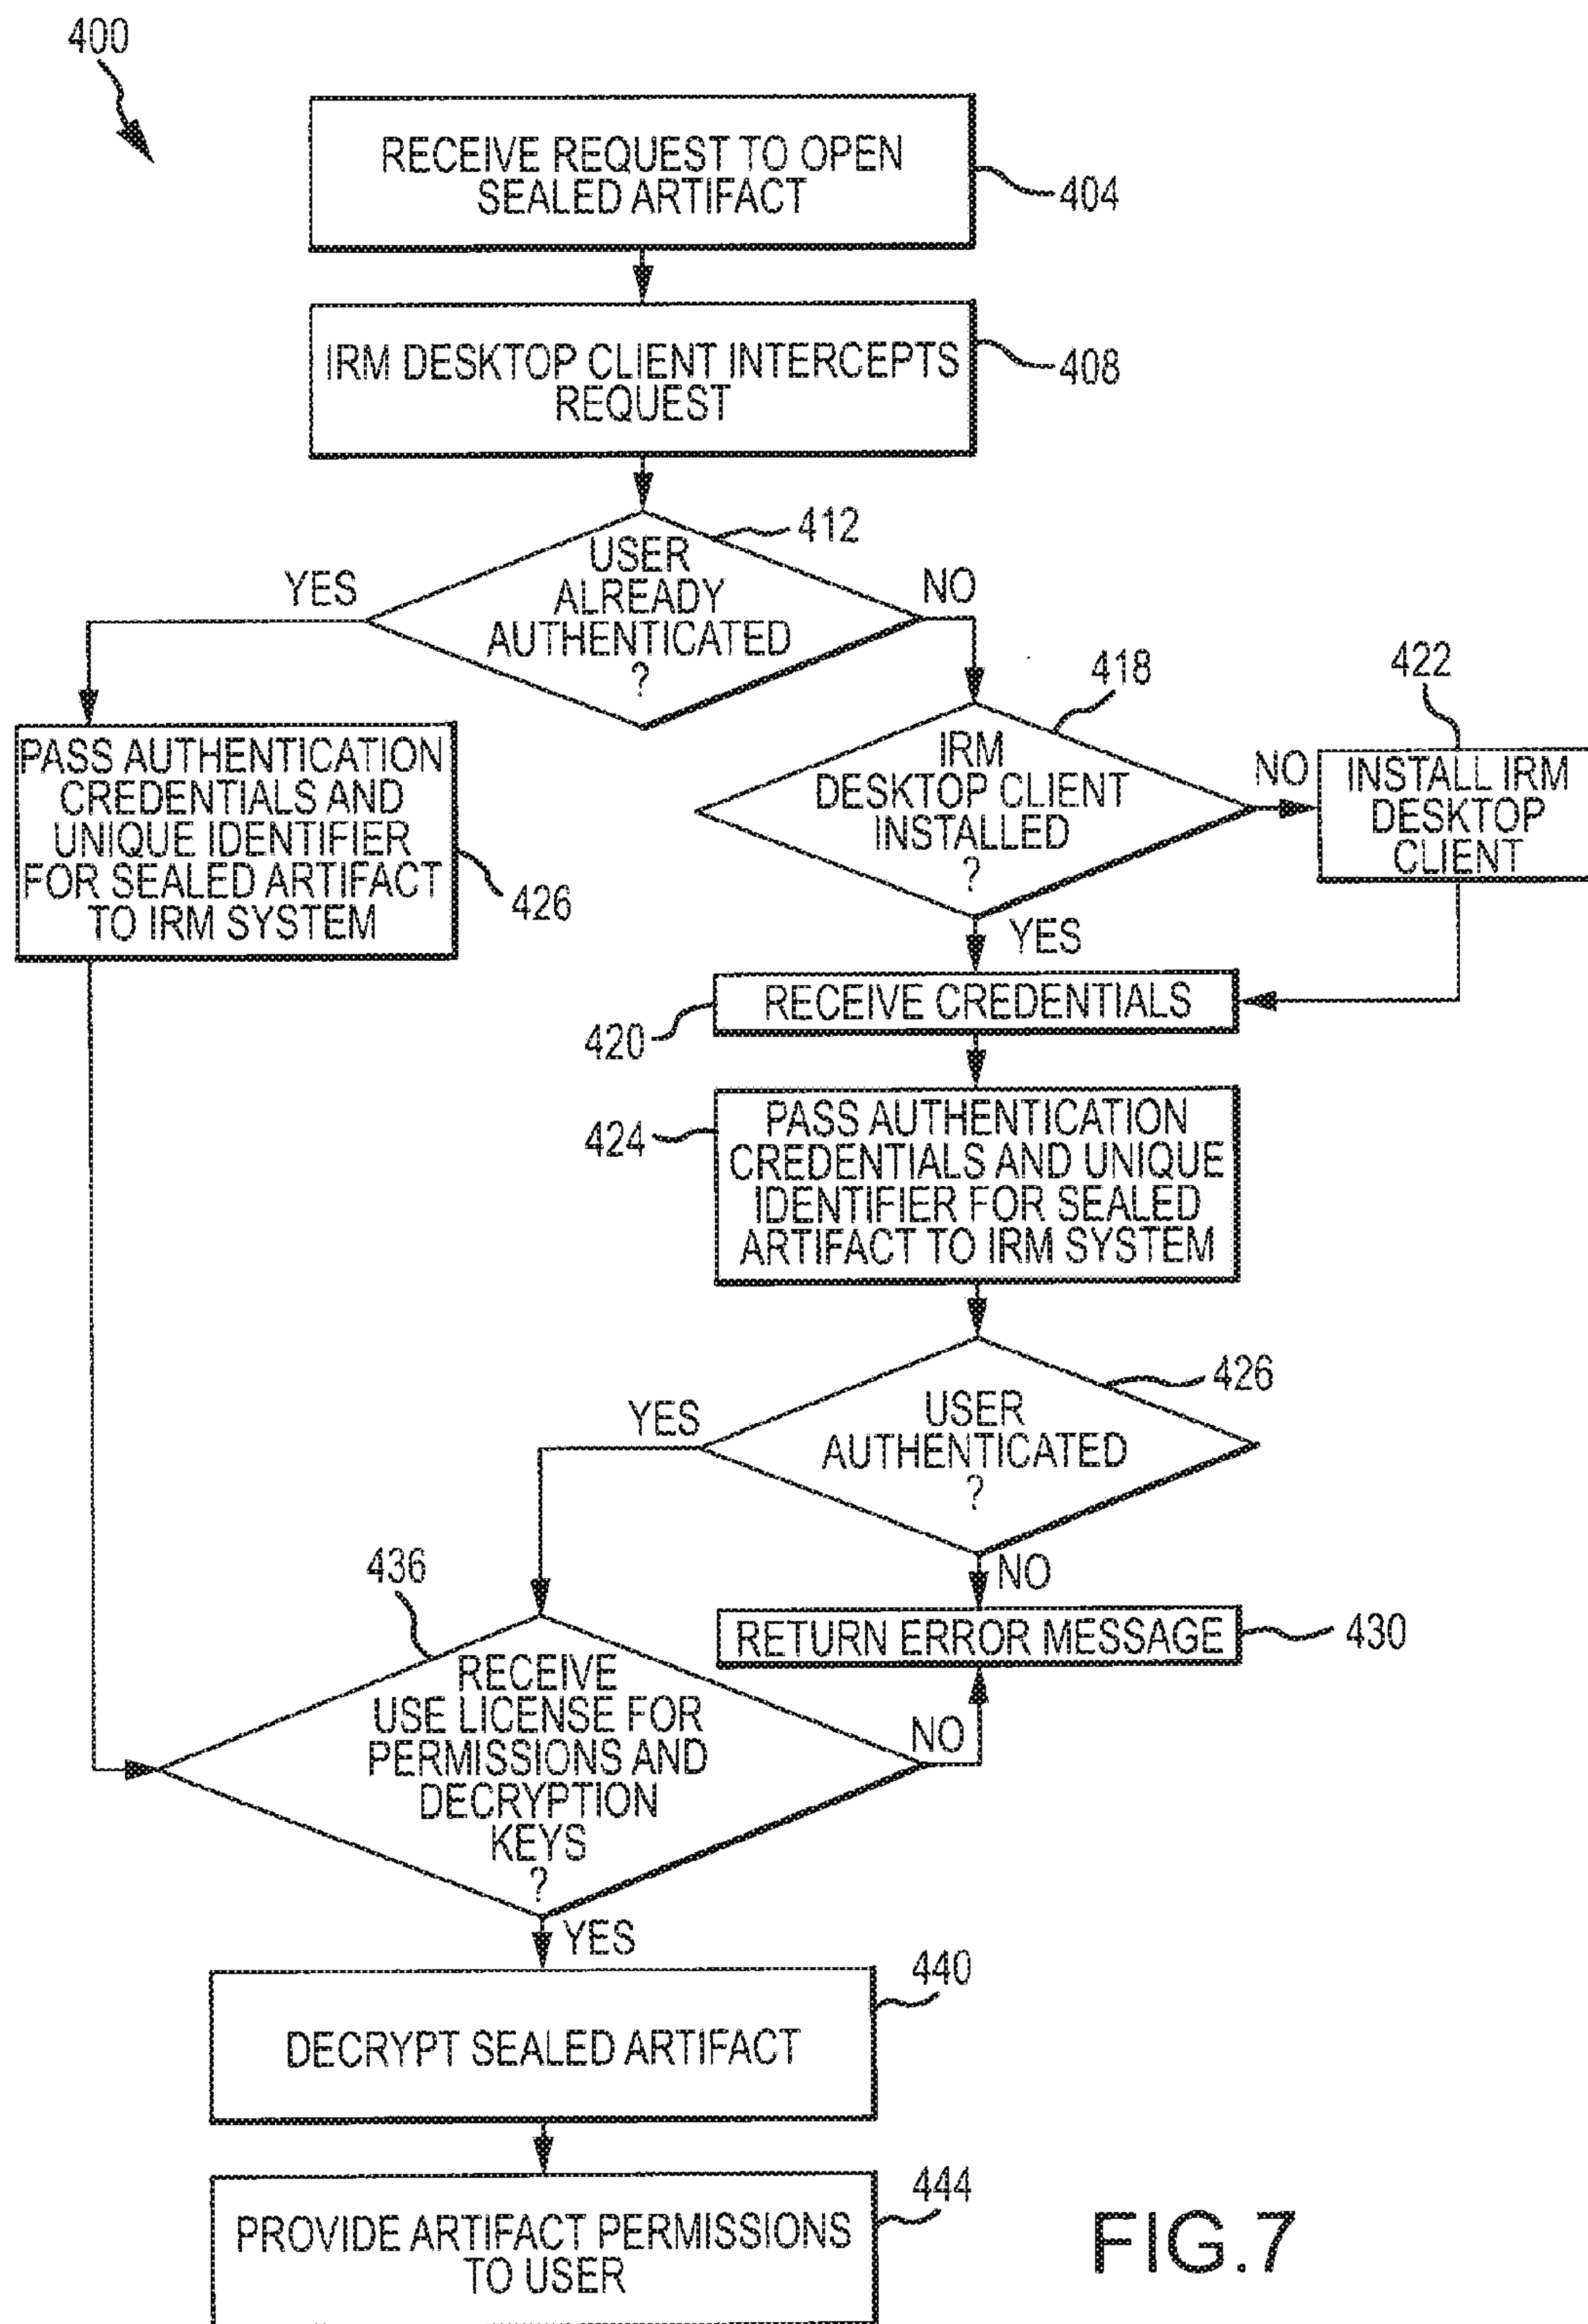 400
RECEIVE REQUEST TO OPEN
SEALED ARTIFACT
404
IRM DESKTOP CLIENT INTERCEPTS
REQUEST
408
412
USER
ALREADY
AUTHENTICATED
?
YES
NO
PASS AUTHENTICATION
CREDENTIALS AND
UNIQUE IDENTIFIER
FOR SEALED ARTIFACT
TO IRM SYSTEM
426
418
IRM
DESKTOP CLIENT
INSTALLED
?
NO
YES
422
INSTALL IRM
DESKTOP
CLIENT
RECEIVE CREDENTIALS
420
424
PASS AUTHENTICATION
CREDENTIALS AND UNIQUE
IDENTIFIER FOR SEALED
ARTIFACT TO IRM SYSTEM
426
USER
AUTHENTICATED
?
YES
NO
RETURN ERROR MESSAGE
430
436
RECEIVE
USE LICENSE FOR
PERMISSIONS AND
DECRYPTION
KEYS
?
NO
YES
440
DECRYPT SEALED ARTIFACT
444
PROVIDE ARTIFACT PERMISSIONS
TO USER
FIG.7